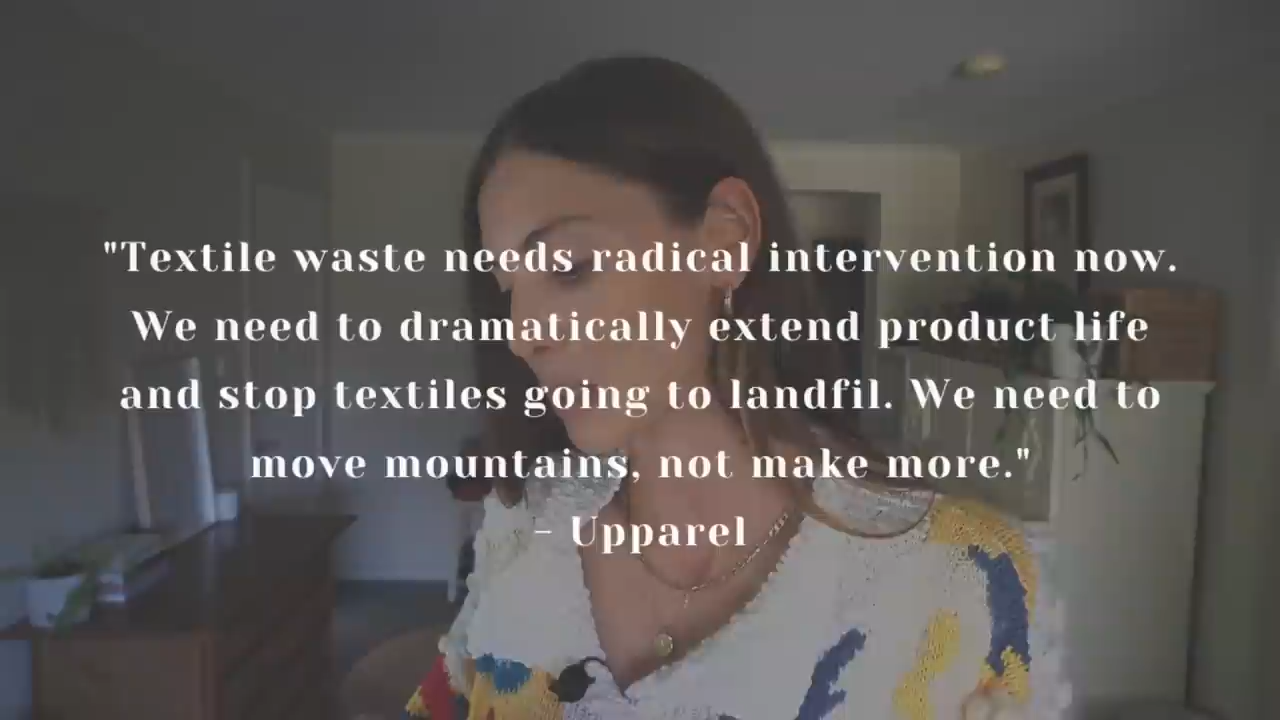 "Textile waste needs radical intervention now.
We need to dramatically extend product life
and stop textiles going to landfil. We need to
move mountains, not make more."
- Upparel